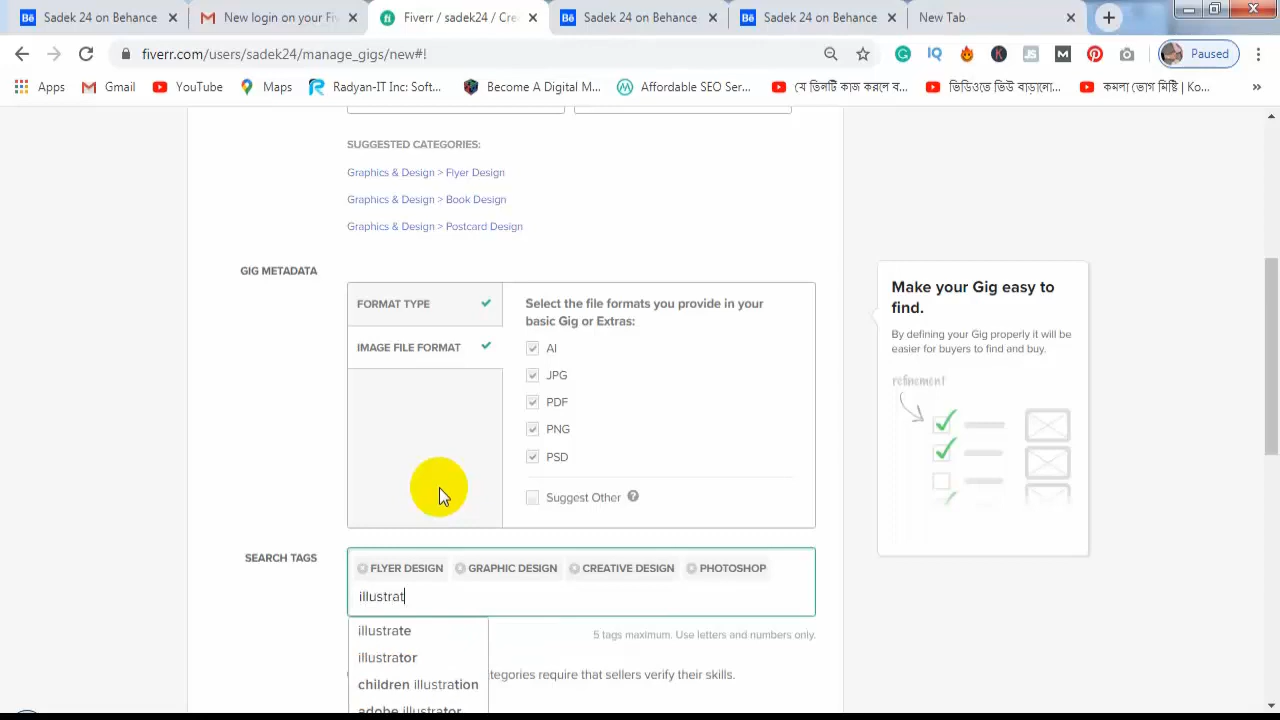 Sadek 24 on Behance
New login on your Fiv
Fiverr / sadek24 / Cre
Sadek 24 on Behance
Sadek 24 on Behance
New Tab
fiverr.com/users/sadek24/manage_gigs/new#!
Paused
Apps
Gmail
YouTube
Maps
Radyan-IT Inc: Soft...
Become A Digital M...
Affordable SEO Ser...
যে তিনটি কাজ করলে ব...
ভিডিওতে ভিউ বাড়ানো...
কমলা ভোগ মিষ্টি | Ko...
SUGGESTED CATEGORIES:
Graphics & Design > Flyer Design
Graphics & Design > Book Design
Graphics & Design > Postcard Design
GIG METADATA
FORMAT TYPE
IMAGE FILE FORMAT
Select the file formats you provide in your
basic Gig or Extras:
AI
JPG
PDF
PNG
PSD
Suggest Other
Make your Gig easy to
find.
By defining your Gig properly it will be
easier for buyers to find and buy.
refinement
SEARCH TAGS
FLYER DESIGN
GRAPHIC DESIGN
CREATIVE DESIGN
PHOTOSHOP
illustrat
illustrate
illustrator
children illustration
adobe illustrator
5 tags maximum. Use letters and numbers only.
tegories require that sellers verify their skills.